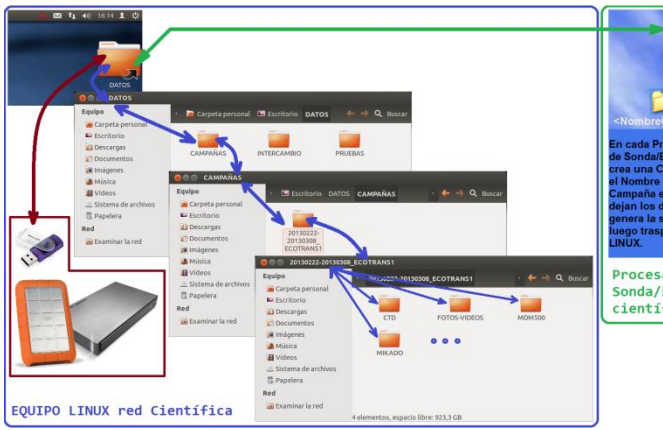 16:14
DATOS
DATOS
Equipo
Carpeta personal
Escritorio
Descargas
Documentos
Imágenes
Música
Vídeos
Sistema de archivos
Papelera
Red
Examinar la red
Carpeta personal Escritorio DATOS Buscar
CAMPAÑAS INTERCAMBIO PRUEBAS
CAMPAÑAS
Equipo
Carpeta personal
Escritorio
Descargas
Documentos
Imágenes
Música
Vídeos
Sistema de archivos
Papelera
Red
Examinar la red
Escritorio DATOS CAMPAÑAS Buscar
20130222-
20130308_
ECOTRANS1
20130222-20130308_ECOTRANS1
Equipo
Carpeta personal
Escritorio
Descargas
Documentos
Imágenes
Música
Vídeos
Sistema de archivos
Papelera
Red
Examinar la red
20130222-20130308_ECOTRANS1 Buscar
CTD FOTOS-VIDEOS MDM500
MIKADO
4 elementos, espacio libre: 923,3 GB
EQUIPO LINUX red Científica
<Nombre
En cada Pr
de Sonda/E
crea una C
el Nombre
Campaña e
dejan los d
genera la s
luego trasp
LINUX.
Procesa
Sonda/
cientí